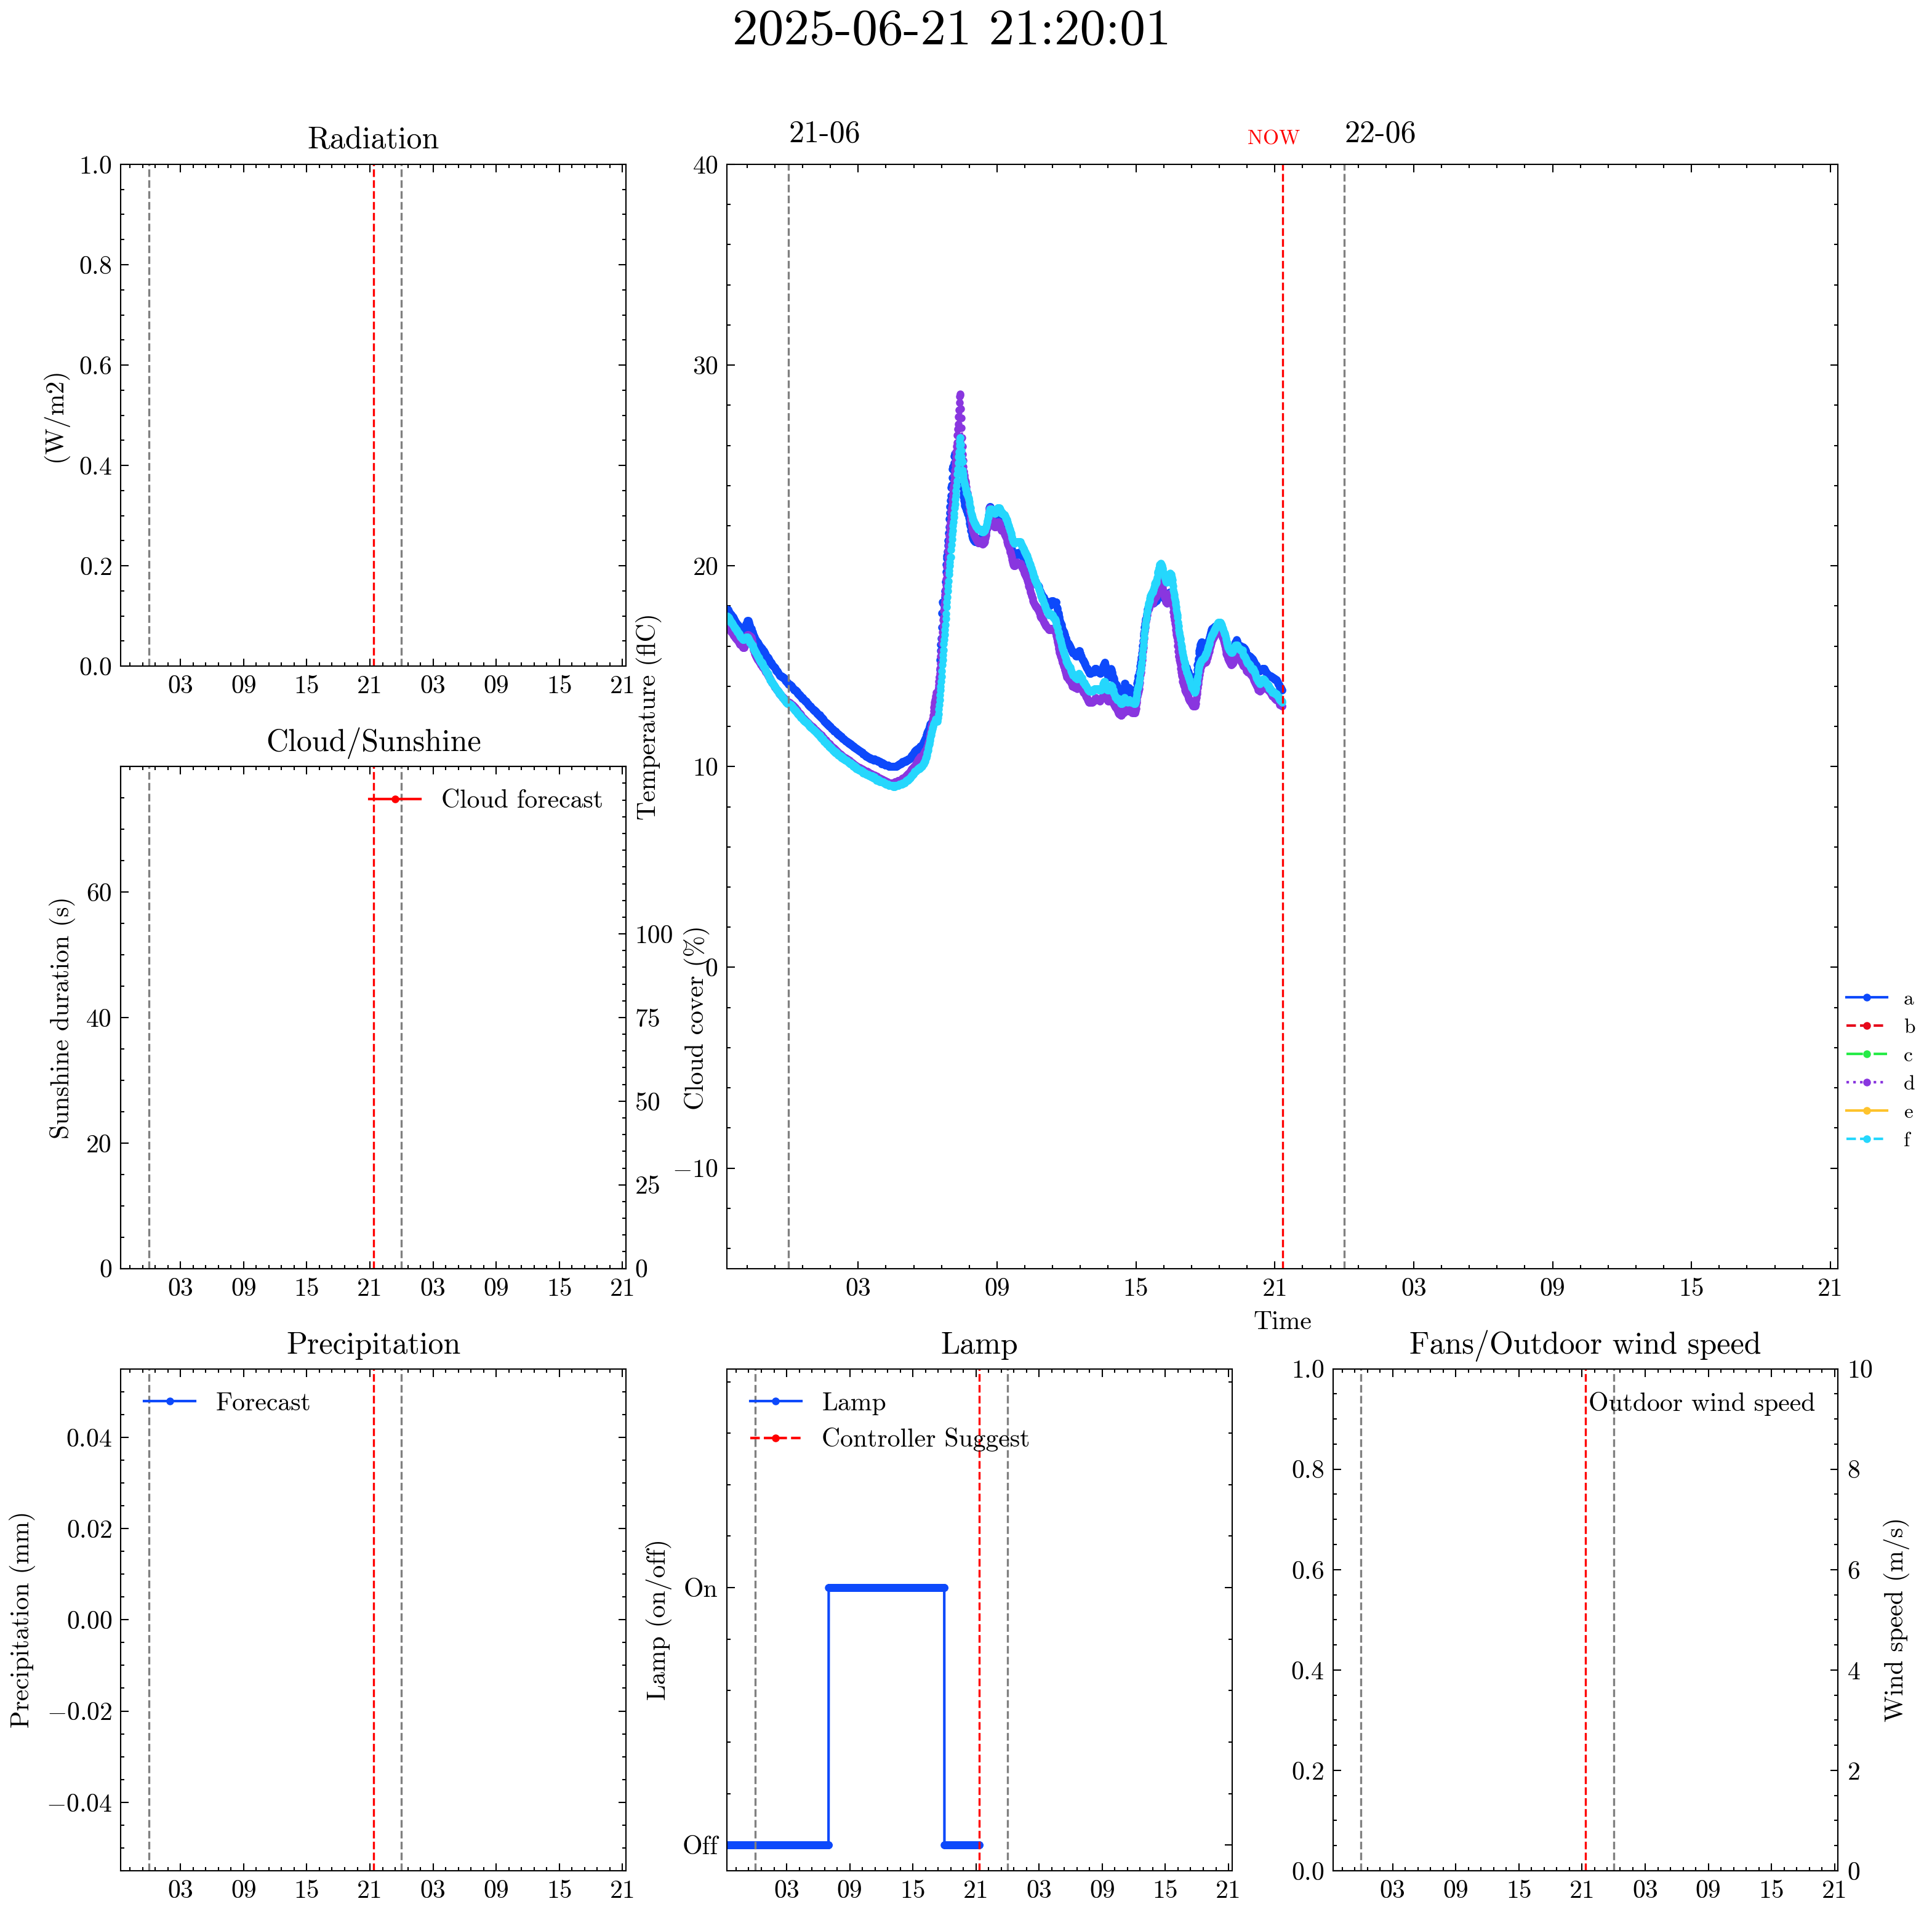 2025-06-21 21:20:01
Radiation
1.0
0.8
0.6
0.4
0.2
0.0
(W/m2)
03 09 15 21 03 09 15 21
21-06
NOW
22-06
40
30
20
10
0
−10
Temperature (flC)
03 09 15 21 03 09 15 21
Time
a
b
c
d
e
f
Cloud/Sunshine
Cloud forecast
60
40
20
0
Sunshine duration (s)
100
75
50
25
0
Cloud cover (%)
03 09 15 21 03 09 15 21
Precipitation
Forecast
0.04
0.02
0.00
−0.02
−0.04
Precipitation (mm)
03 09 15 21 03 09 15 21
Lamp
Lamp
Controller Suggest
On
Off
Lamp (on/off)
03 09 15 21 03 09 15 21
Fans/Outdoor wind speed
Outdoor wind speed
1.0
0.8
0.6
0.4
0.2
0.0
10
8
6
4
2
0
Wind speed (m/s)
03 09 15 21 03 09 15 21